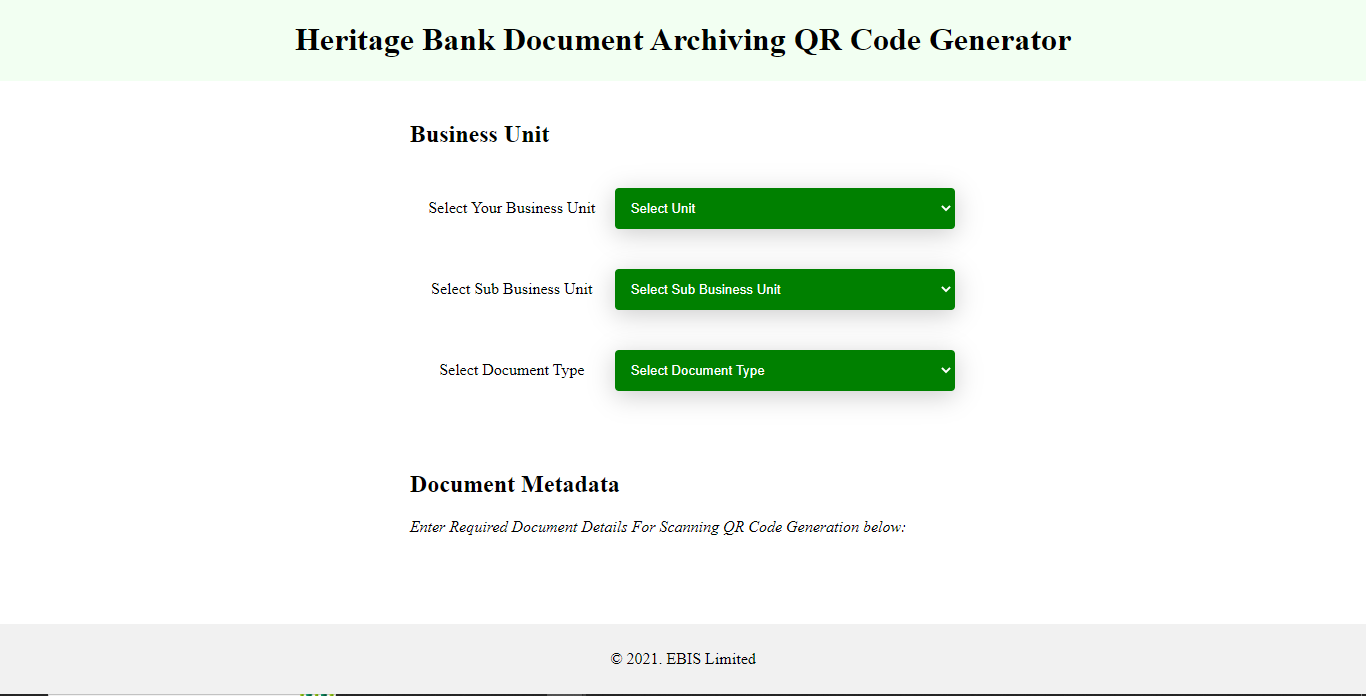 Heritage Bank Document Archiving QR Code Generator
Business Unit
Select Your Business Unit Select Unit
Select Sub Business Unit Select Sub Business Unit
Select Document Type Select Document Type
Document Metadata
Enter Required Document Details For Scanning QR Code Generation below:
© 2021. EBIS Limited